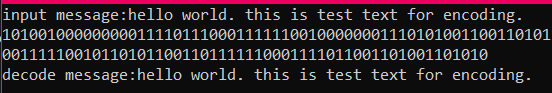 input message:hello world. this is test text for encoding.
1010010000000001111011100011111100100000001110101001100110101
001111100101101011001101111110001111011001101001101010
decode message:hello world. this is test text for encoding.